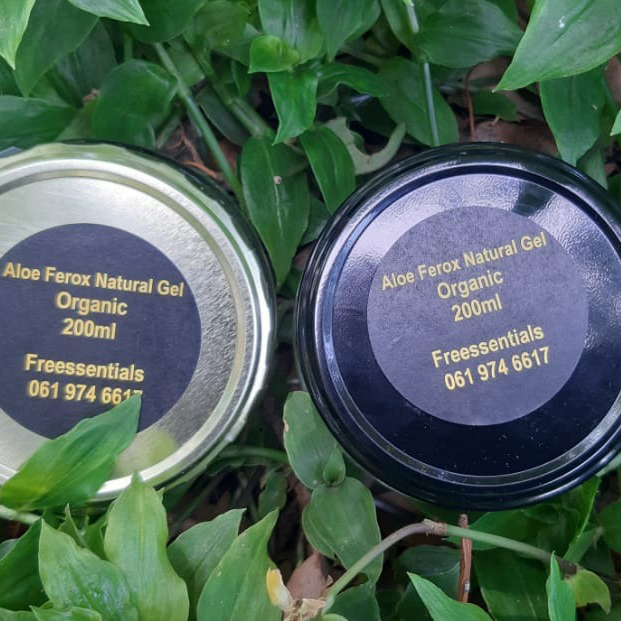 Aloe Ferox Natural Gel
Organic
200ml
Freessentials
061 974 6617
Aloe Ferox Natural Gel
Organic
200ml
Freessentials
061 974 6617